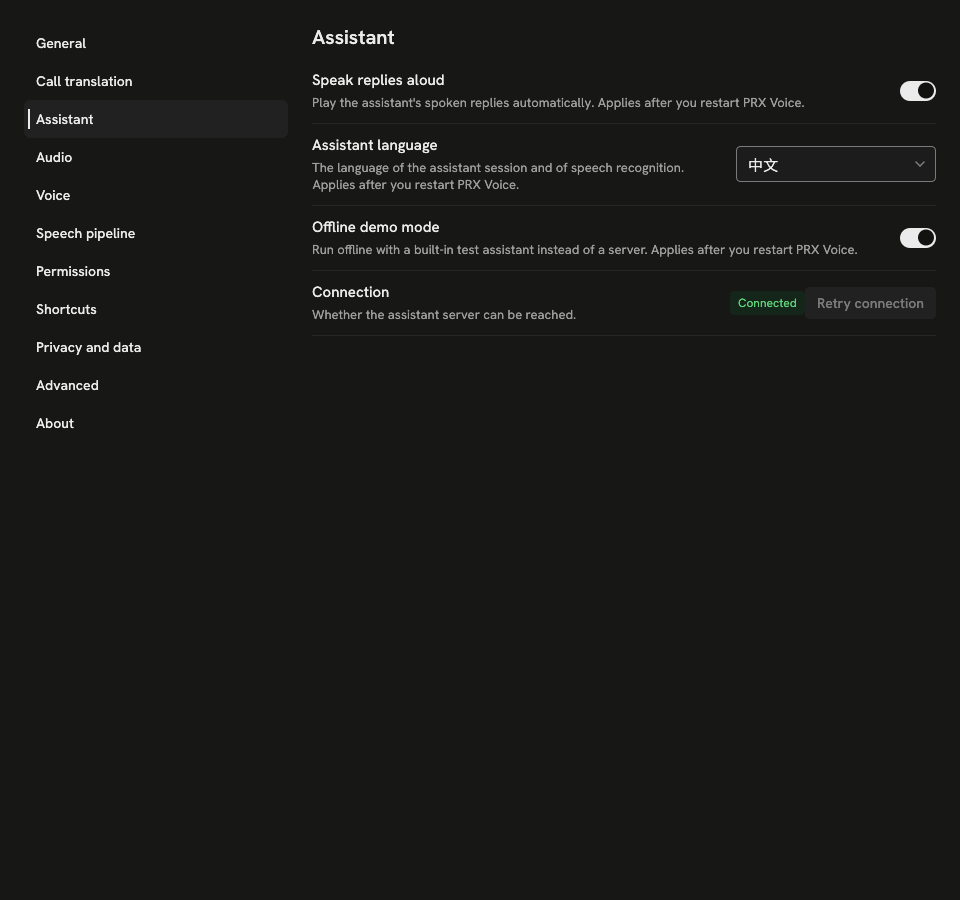 General
Call translation
Assistant
Audio
Voice
Speech pipeline
Permissions
Shortcuts
Privacy and data
Advanced
About
Assistant
Speak replies aloud
Play the assistant's spoken replies automatically. Applies after you restart PRX Voice.
Assistant language
The language of the assistant session and of speech recognition.
Applies after you restart PRX Voice.
中文
Offline demo mode
Run offline with a built-in test assistant instead of a server. Applies after you restart PRX Voice.
Connection
Whether the assistant server can be reached.
Connected
Retry connection